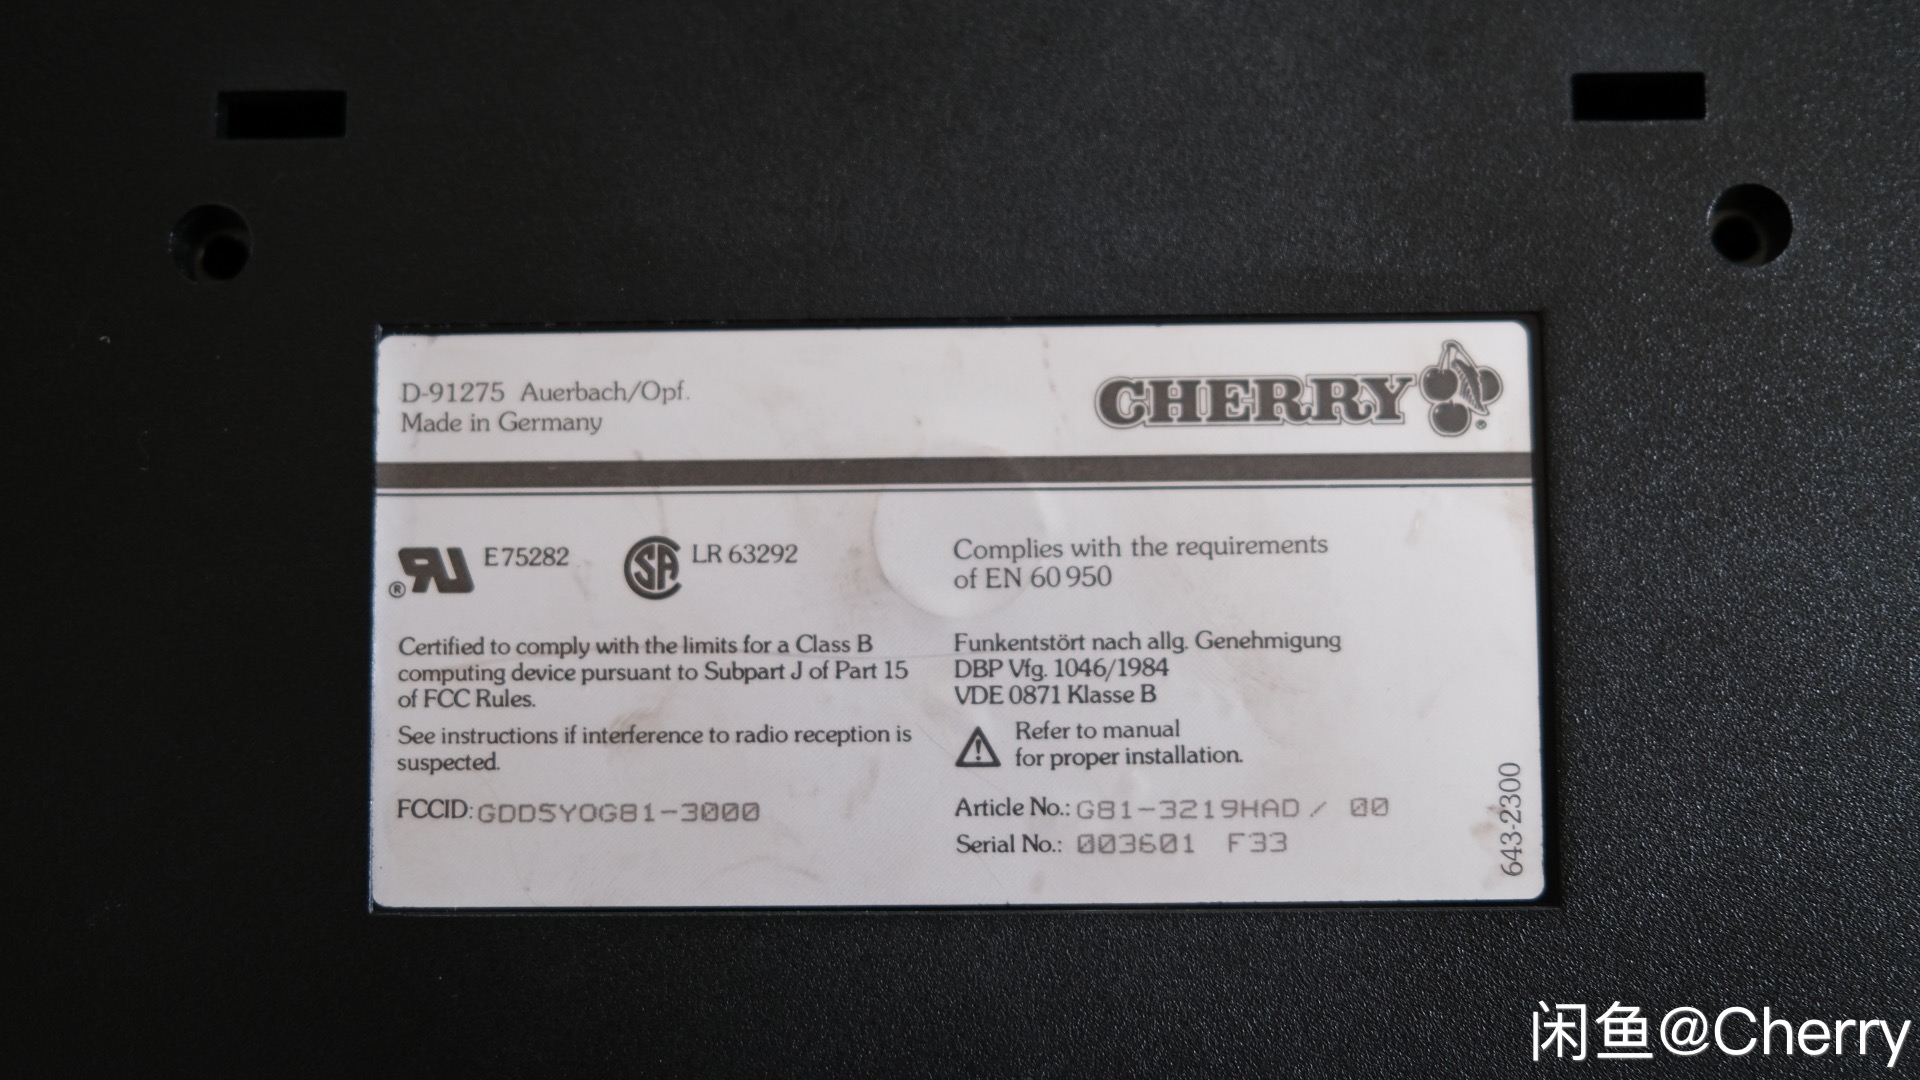 D-91275 Auerbach/Opf.
Made in Germany
CHERRY ®
® RU E75282
SA LR 63292
Complies with the requirements
of EN 60950
Certified to comply with the limits for a Class B
computing device pursuant to Subpart J of Part 15
of FCC Rules.
See instructions if interference to radio reception is
suspected.
FCCID: GDD5YOG81-3000
Funkentstört nach allg. Genehmigung
DBP Vfg. 1046/1984
VDE 0871 Klasse B
Refer to manual
for proper installation.
Article No.: G81-3219HAD / 00
Serial No.: 003601 F33
643-2300
闲鱼@Cherry